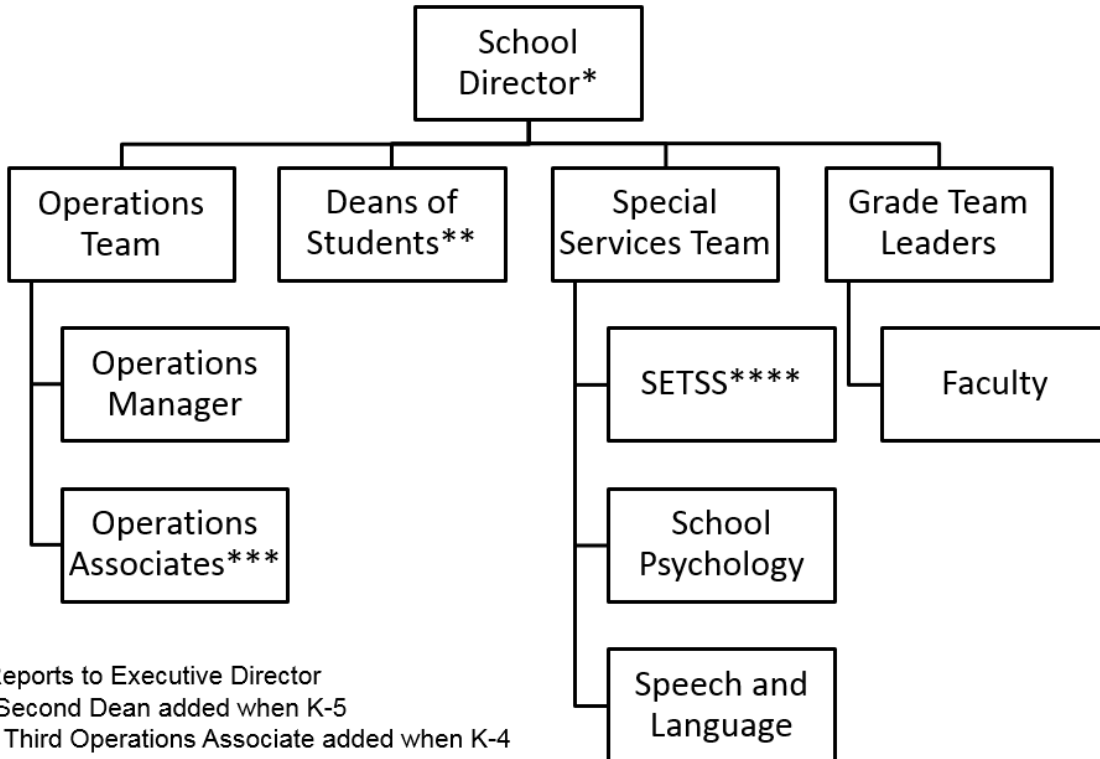 School
Director*
Operations
Team
Deans of
Students**
Special
Services Team
Grade Team
Leaders
Operations
Manager
SETSS****
Faculty
Operations
Associates***
School
Psychology
Speech and
Language
Reports to Executive Director
Second Dean added when K-5
Third Operations Associate added when K-4